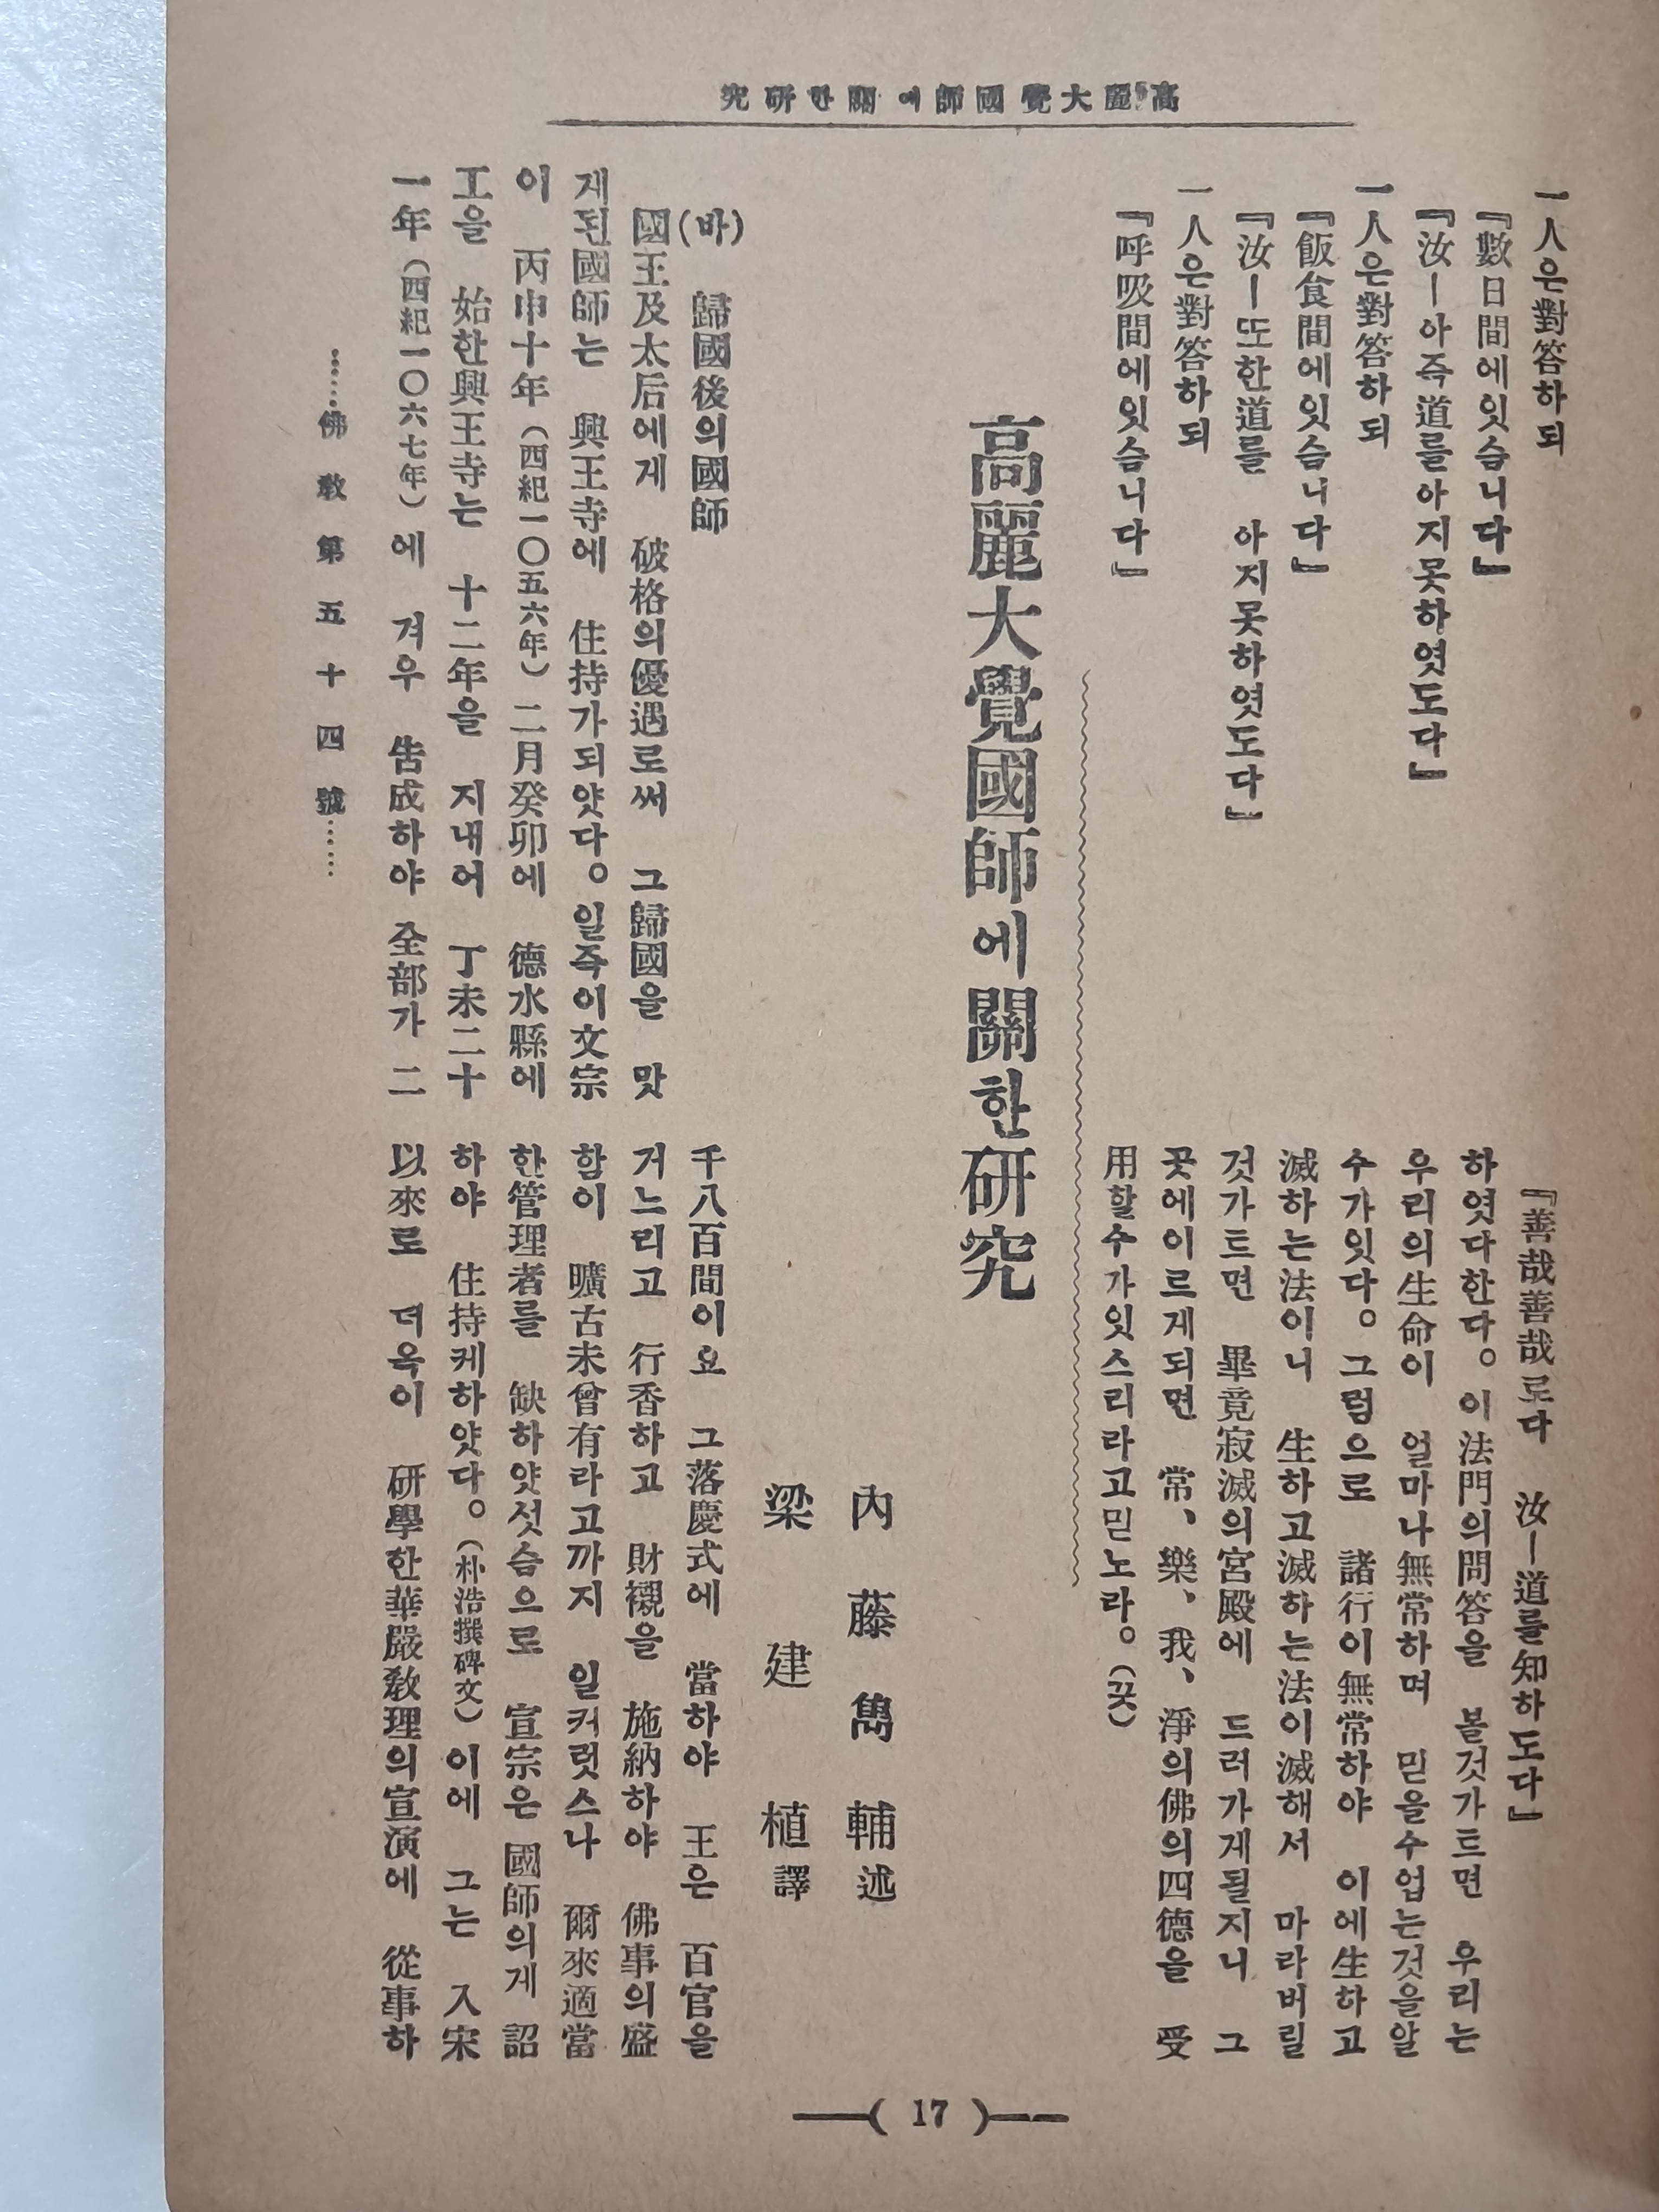 高麗大覺國師에關한研究
一人은對答하되
『數日間에잇슴니다』
『汝ー아즉道를아지못하엿도다』
一人은對答하되
『飯食間에잇슴니다』
『汝ー또한道를 아지못하엿도다』
一人은對答하되
『呼吸間에잇슴니다』
『善哉善哉로다 汝ー道를知하도다』
하엿다한다。이法門의問答을 볼것가트면 우리는
우리의生命이 얼마나無常하며 믿을수업는것을알
수가잇다。그럼으로 諸行이無常하야 이에生하고
滅하는法이니 生하고滅하는法이滅해서 마라버릴
것가트면 畢竟寂滅의宮殿에 드러가게될지니 그
곳에이르게되면 常、樂、我、淨의佛의四德을 受
用할수가잇스리라고믿노라。(끗)
高麗大覺國師에關한研究
內藤雋輔述
梁建植譯
(바) 歸國後의國師
國王及太后에게 破格의優遇로써 그歸國을 맛
게된國師는 興王寺에 住持가되얏다。일즉이文宗
이 丙申十年(西紀一〇五六年)二月癸卯에 德水縣에
工을 始한興王寺는 十二年을 지내어 丁未二十
一年(西紀一〇六七年)에 겨우 告成하야 全部가 二
千八百間이요 그落慶式에 當하야 王은 百官을
거느리고 行香하고 財襯을 施納하야 佛事의盛
함이 曠古未曾有라고까지 일커럿스나 爾來適當
한管理者를 缺하얏섯슴으로 宣宗은 國師의게 詔
하야 住持케하얏다。(朴浩撰碑文)이에 그는 入宋
以來로 더욱이 硏學한華嚴敎理의宣演에 從事하
……佛敎第五十四號……
(17)